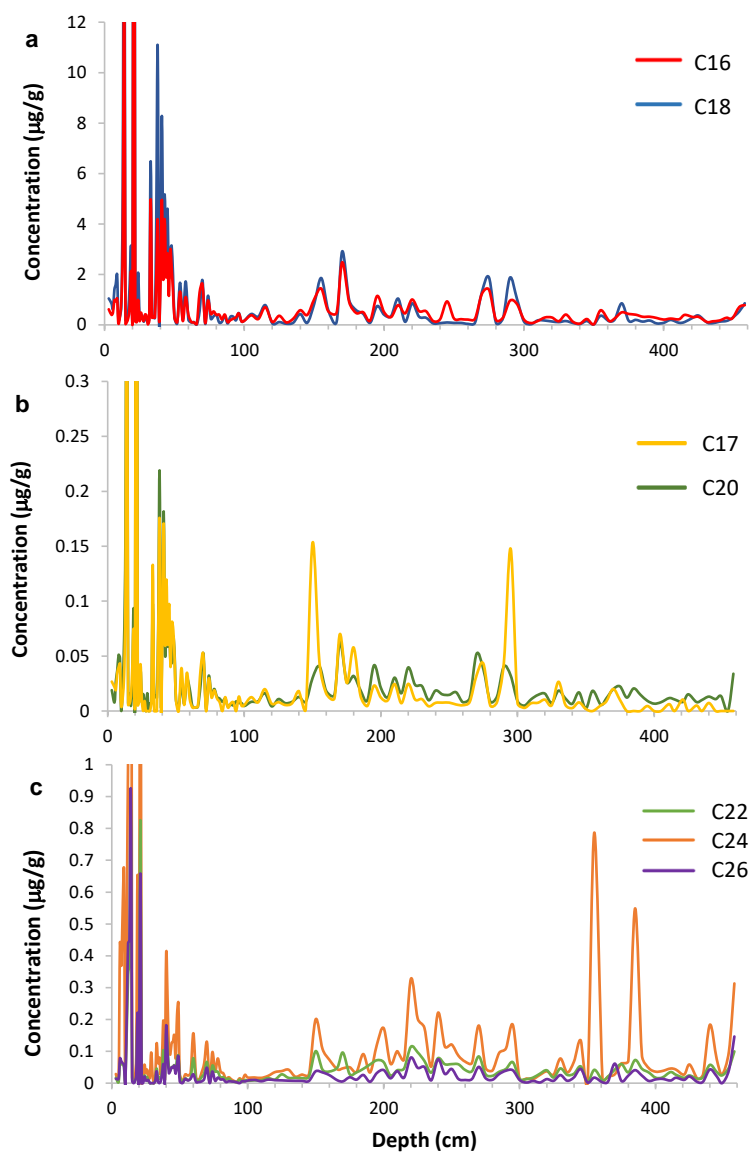 a
Concentration (µg/g)
12
10
8
6
4
2
0
0 100 200 300 400
C16
C18
b
Concentration (µg/g)
0.3
0.25
0.2
0.15
0.1
0.05
0
0 100 200 300 400
C17
C20
c
Concentration (µg/g)
1
0.9
0.8
0.7
0.6
0.5
0.4
0.3
0.2
0.1
0
0 100 200 300 400
C22
C24
C26
Depth (cm)